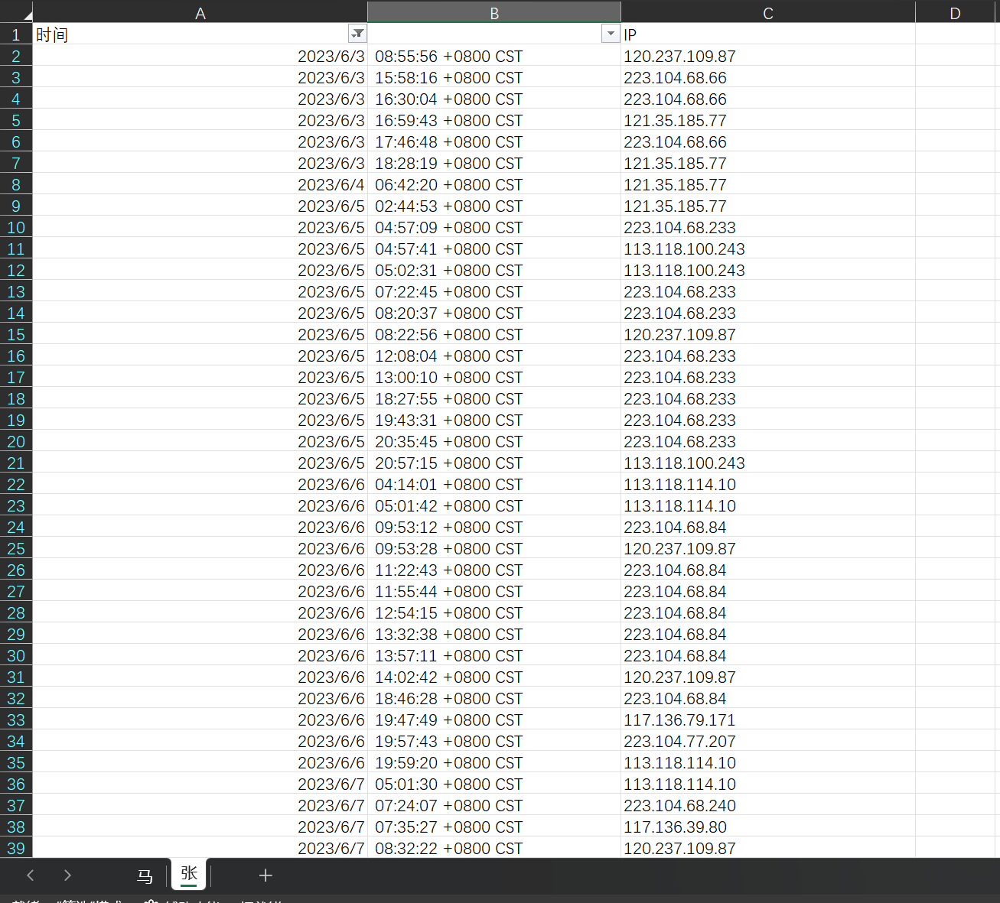 A B C D
1 时间 IP
2 2023/6/3 08:55:56 +0800 CST 120.237.109.87
3 2023/6/3 15:58:16 +0800 CST 223.104.68.66
4 2023/6/3 16:30:04 +0800 CST 223.104.68.66
5 2023/6/3 16:59:43 +0800 CST 121.35.185.77
6 2023/6/3 17:46:48 +0800 CST 223.104.68.66
7 2023/6/3 18:28:19 +0800 CST 121.35.185.77
8 2023/6/4 06:42:20 +0800 CST 121.35.185.77
9 2023/6/5 02:44:53 +0800 CST 121.35.185.77
10 2023/6/5 04:57:09 +0800 CST 223.104.68.233
11 2023/6/5 04:57:41 +0800 CST 113.118.100.243
12 2023/6/5 05:02:31 +0800 CST 113.118.100.243
13 2023/6/5 07:22:45 +0800 CST 223.104.68.233
14 2023/6/5 08:20:37 +0800 CST 223.104.68.233
15 2023/6/5 08:22:56 +0800 CST 120.237.109.87
16 2023/6/5 12:08:04 +0800 CST 223.104.68.233
17 2023/6/5 13:00:10 +0800 CST 223.104.68.233
18 2023/6/5 18:27:55 +0800 CST 223.104.68.233
19 2023/6/5 19:43:31 +0800 CST 223.104.68.233
20 2023/6/5 20:35:45 +0800 CST 223.104.68.233
21 2023/6/5 20:57:15 +0800 CST 113.118.100.243
22 2023/6/6 04:14:01 +0800 CST 113.118.114.10
23 2023/6/6 05:01:42 +0800 CST 113.118.114.10
24 2023/6/6 09:53:12 +0800 CST 223.104.68.84
25 2023/6/6 09:53:28 +0800 CST 120.237.109.87
26 2023/6/6 11:22:43 +0800 CST 223.104.68.84
27 2023/6/6 11:55:44 +0800 CST 223.104.68.84
28 2023/6/6 12:54:15 +0800 CST 223.104.68.84
29 2023/6/6 13:32:38 +0800 CST 223.104.68.84
30 2023/6/6 13:57:11 +0800 CST 223.104.68.84
31 2023/6/6 14:02:42 +0800 CST 120.237.109.87
32 2023/6/6 18:46:28 +0800 CST 223.104.68.84
33 2023/6/6 19:47:49 +0800 CST 117.136.79.171
34 2023/6/6 19:57:43 +0800 CST 223.104.77.207
35 2023/6/6 19:59:20 +0800 CST 113.118.114.10
36 2023/6/7 05:01:30 +0800 CST 113.118.114.10
37 2023/6/7 07:24:07 +0800 CST 223.104.68.240
38 2023/6/7 07:35:27 +0800 CST 117.136.39.80
39 2023/6/7 08:32:22 +0800 CST 120.237.109.87
马 张